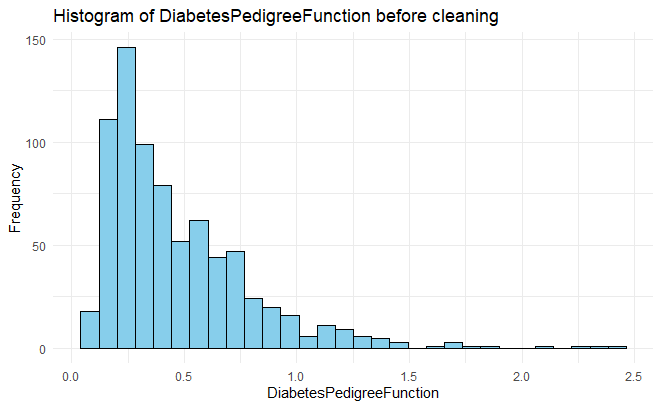 Histogram of DiabetesPedigreeFunction before cleaning
150
100
50
0
Frequency
0.0 0.5 1.0 1.5 2.0 2.5
DiabetesPedigreeFunction